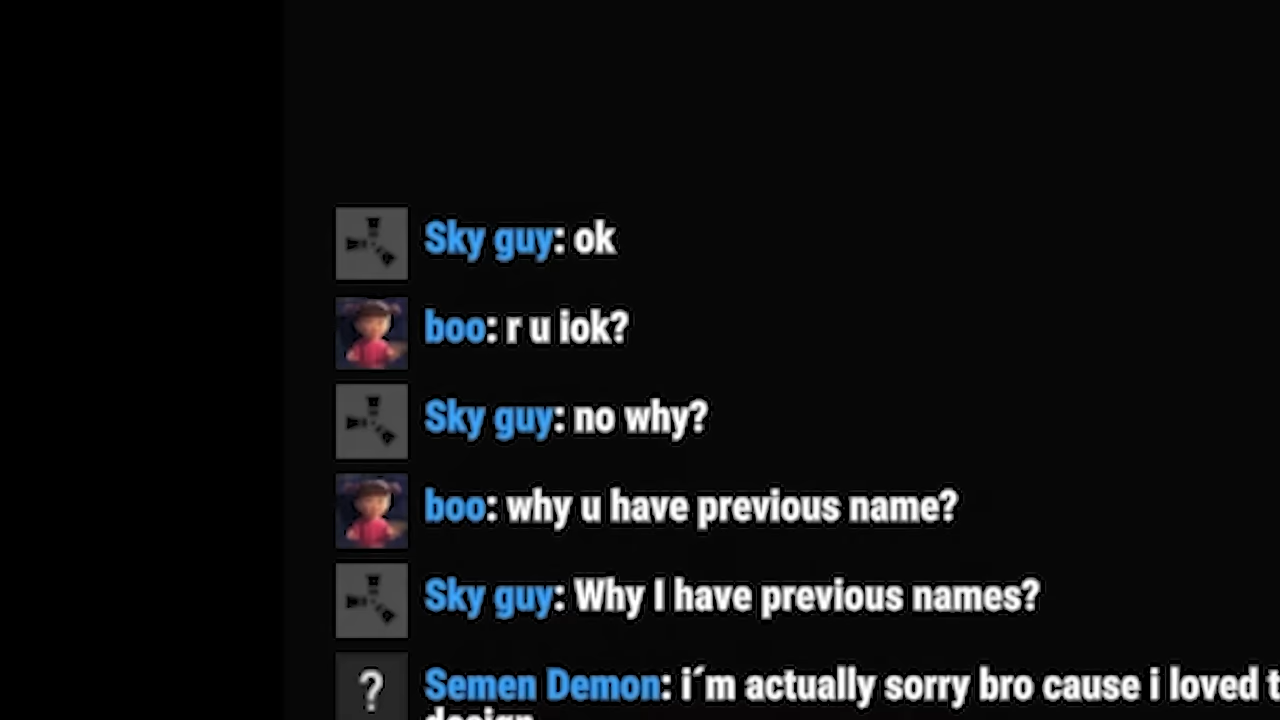 Sky guy: ok
boo: r u iok?
Sky guy: no why?
boo: why u have previous name?
Sky guy: Why I have previous names?
? Semen Demon: i´m actually sorry bro cause i loved
design